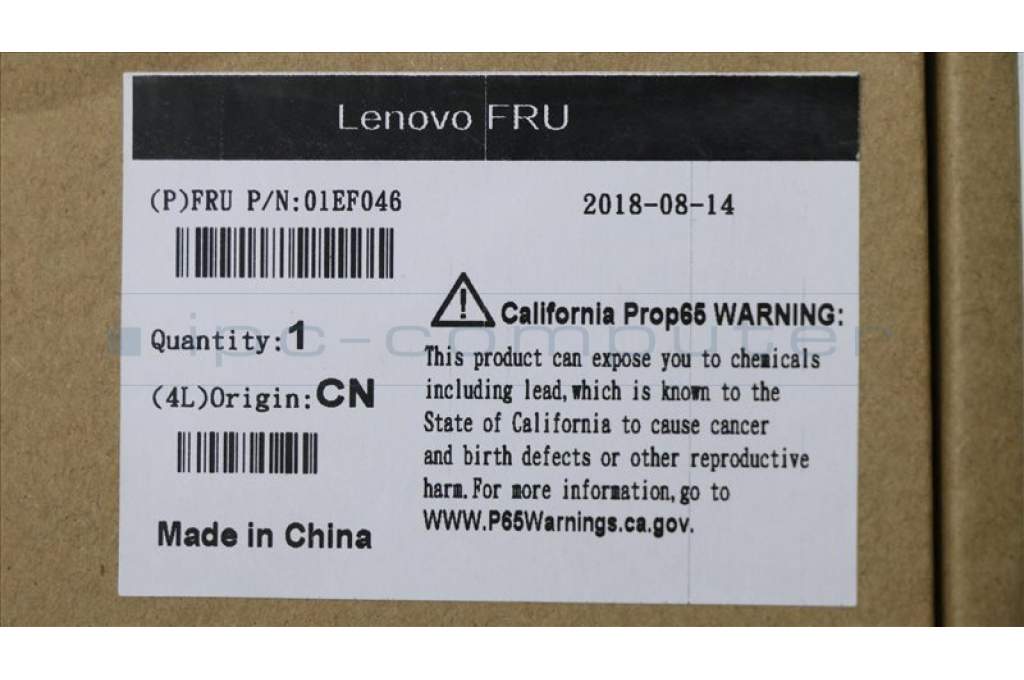 Lenovo FRU
(P)FRU P/N:01EF046
2018-08-14
California Prop65 WARNING:
Quantity:1
This product can expose you to chemicals
including lead,which is known to the
(4L)Origin:CN
State of California to cause cancer
and birth defects or other reproductive
harm.For more information,go to
WWW.P65Warnings.ca.gov.
Made in China
ipc-computer